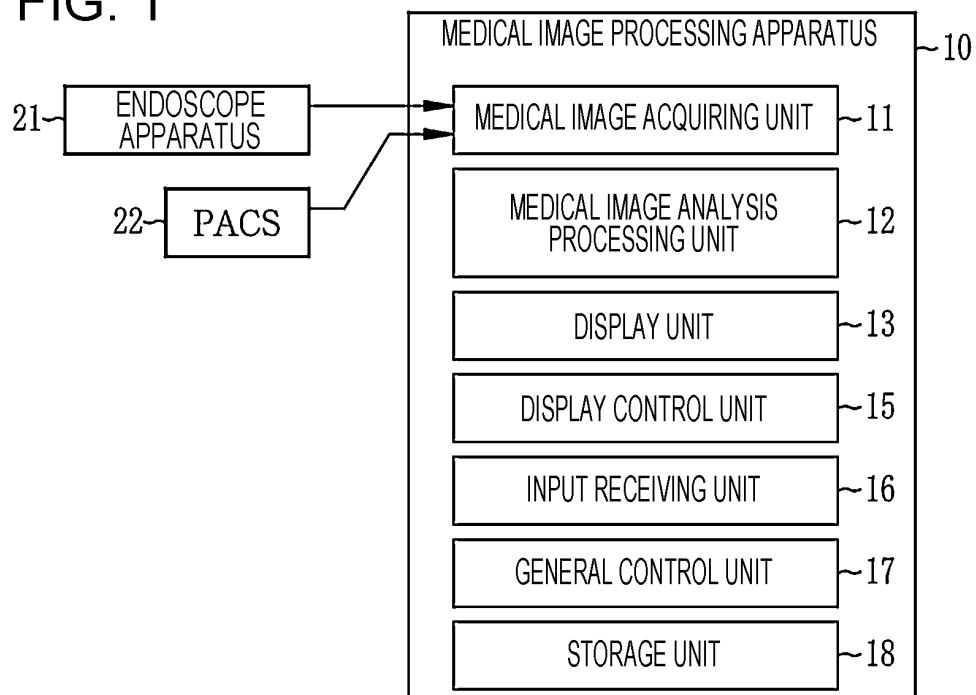 FIG. 1
MEDICAL IMAGE PROCESSING APPARATUS
10
21
ENDOSCOPE
APPARATUS
MEDICAL IMAGE ACQUIRING UNIT
11
22
PACS
MEDICAL IMAGE ANALYSIS
PROCESSING UNIT
12
DISPLAY UNIT
13
DISPLAY CONTROL UNIT
15
INPUT RECEIVING UNIT
16
GENERAL CONTROL UNIT
17
STORAGE UNIT
18